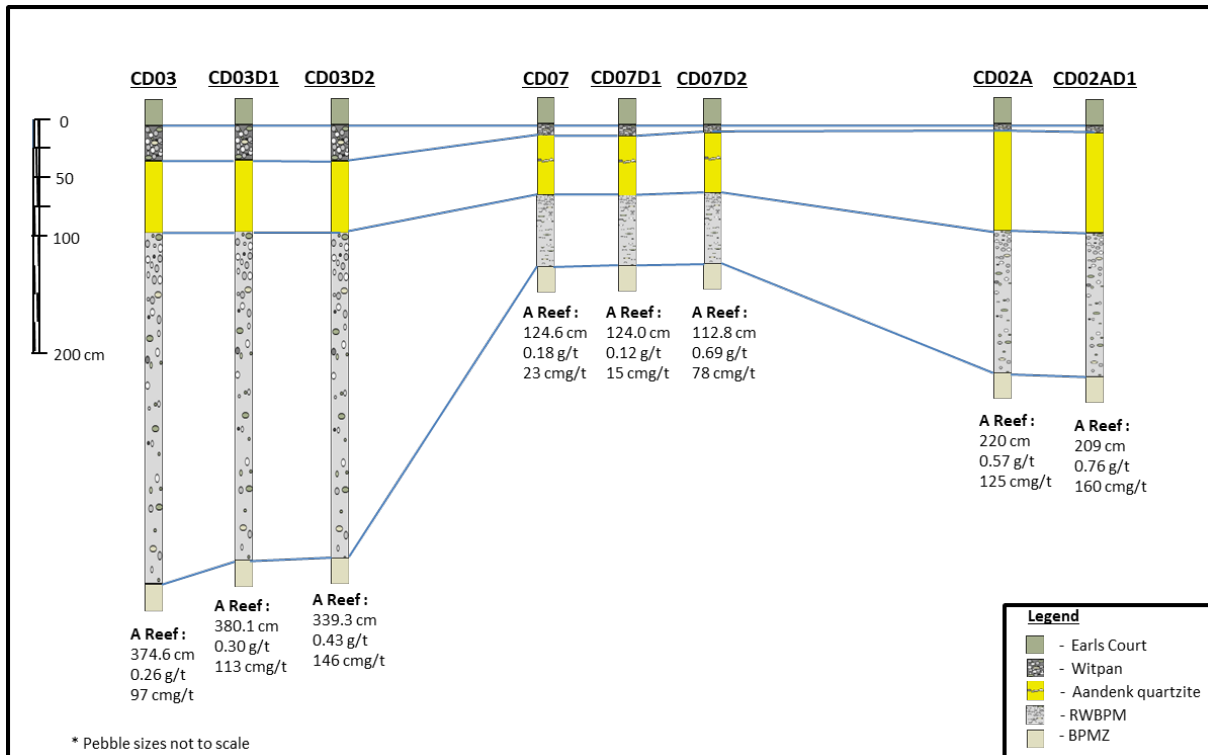 CD03
CD03D1
CD03D2
CD07
CD07D1
CD07D2
CD02A
CD02AD1
0
50
100
200 cm
A Reef :
374.6 cm
0.26 g/t
97 cmg/t
A Reef :
380.1 cm
0.30 g/t
113 cmg/t
A Reef :
339.3 cm
0.43 g/t
146 cmg/t
A Reef :
124.6 cm
0.18 g/t
23 cmg/t
A Reef :
124.0 cm
0.12 g/t
15 cmg/t
A Reef :
112.8 cm
0.69 g/t
78 cmg/t
A Reef :
220 cm
0.57 g/t
125 cmg/t
A Reef :
209 cm
0.76 g/t
160 cmg/t
Legend
- Earls Court
- Witpan
- Aandenk quartzite
- RWBPM
- BPMZ
* Pebble sizes not to scale